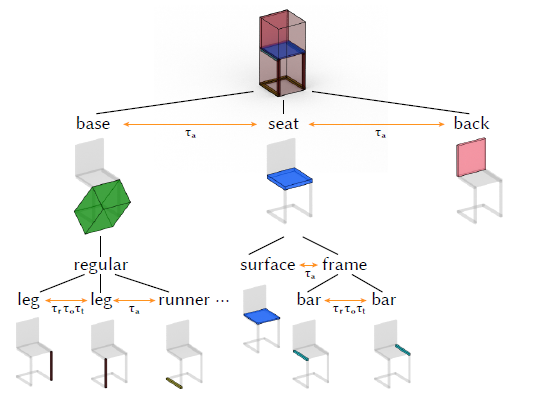 base seat back
τa τa
regular surface frame
τa
leg leg runner ... bar bar
τr τo τt τa τr τo τt